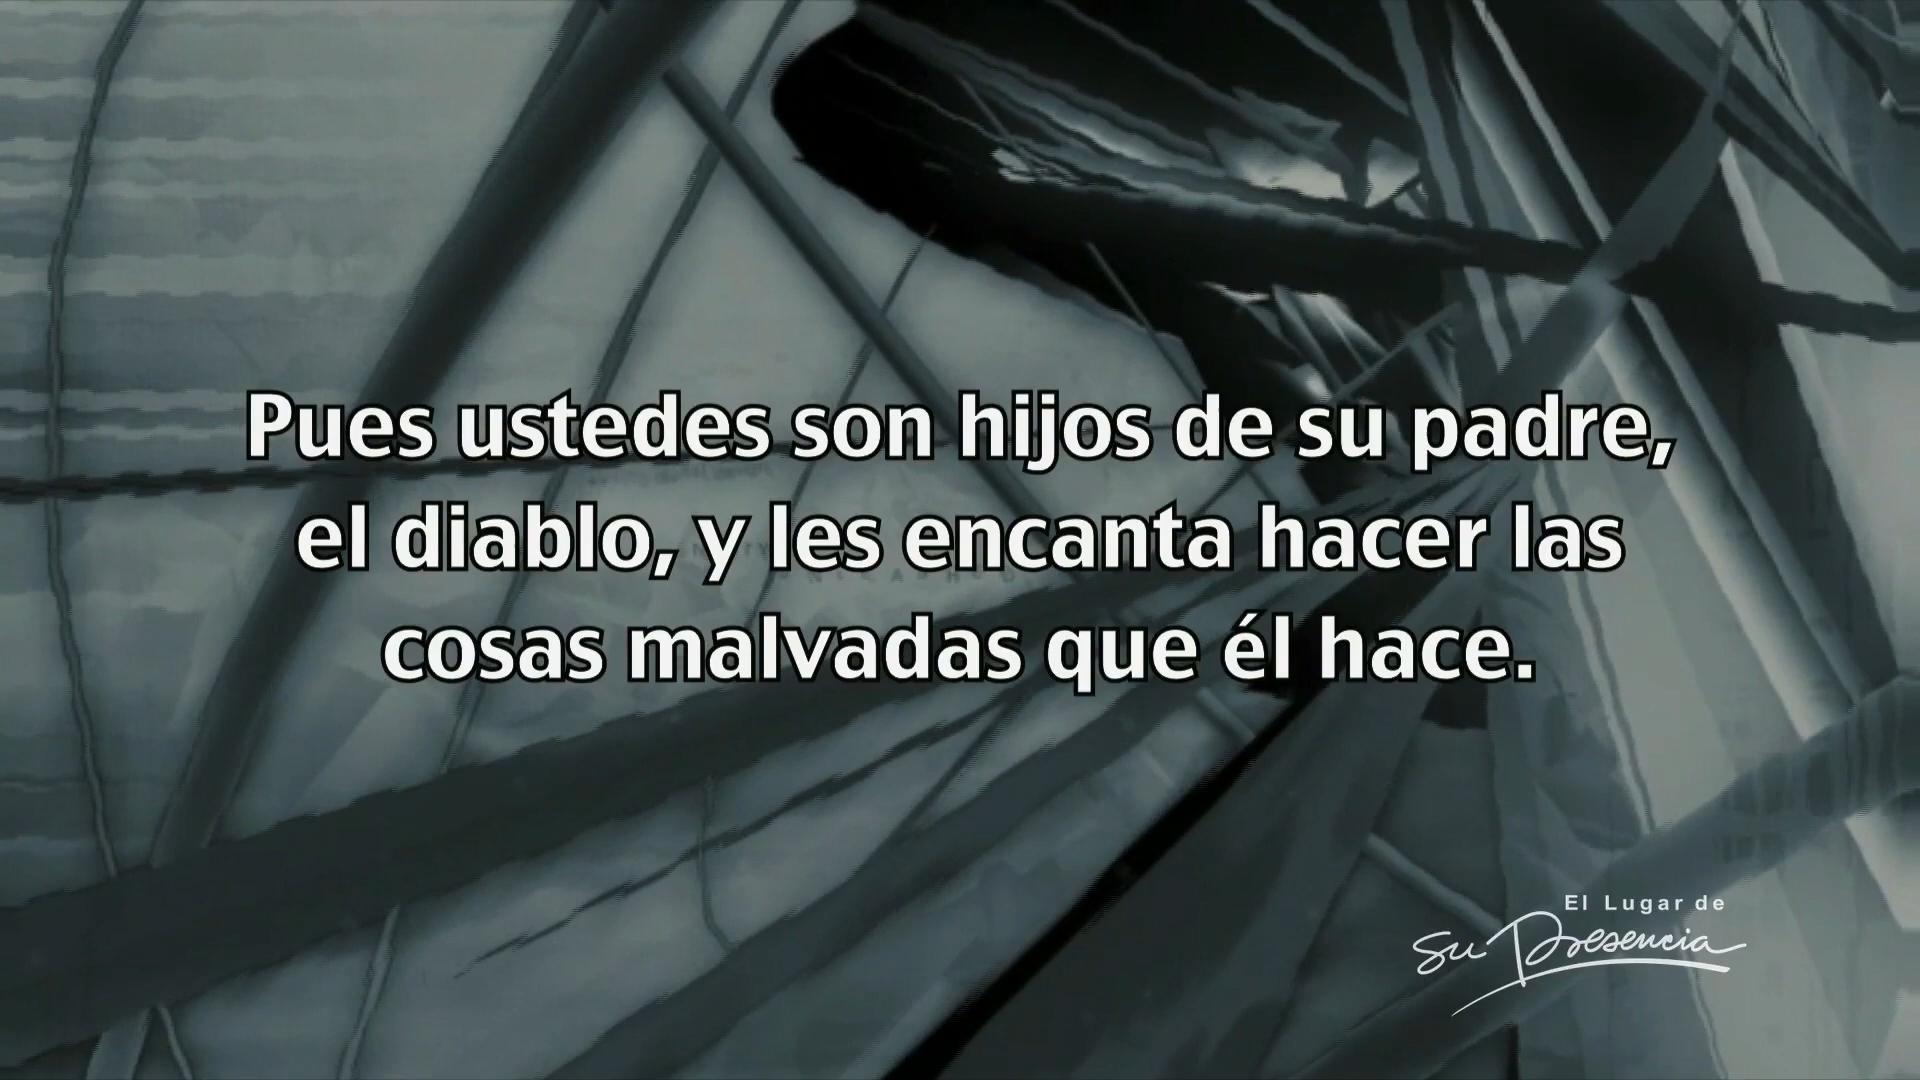 Pues ustedes son hijos de su padre,
el diablo, y les encanta hacer las
cosas malvadas que él hace.
El Lugar de
Su Presencia